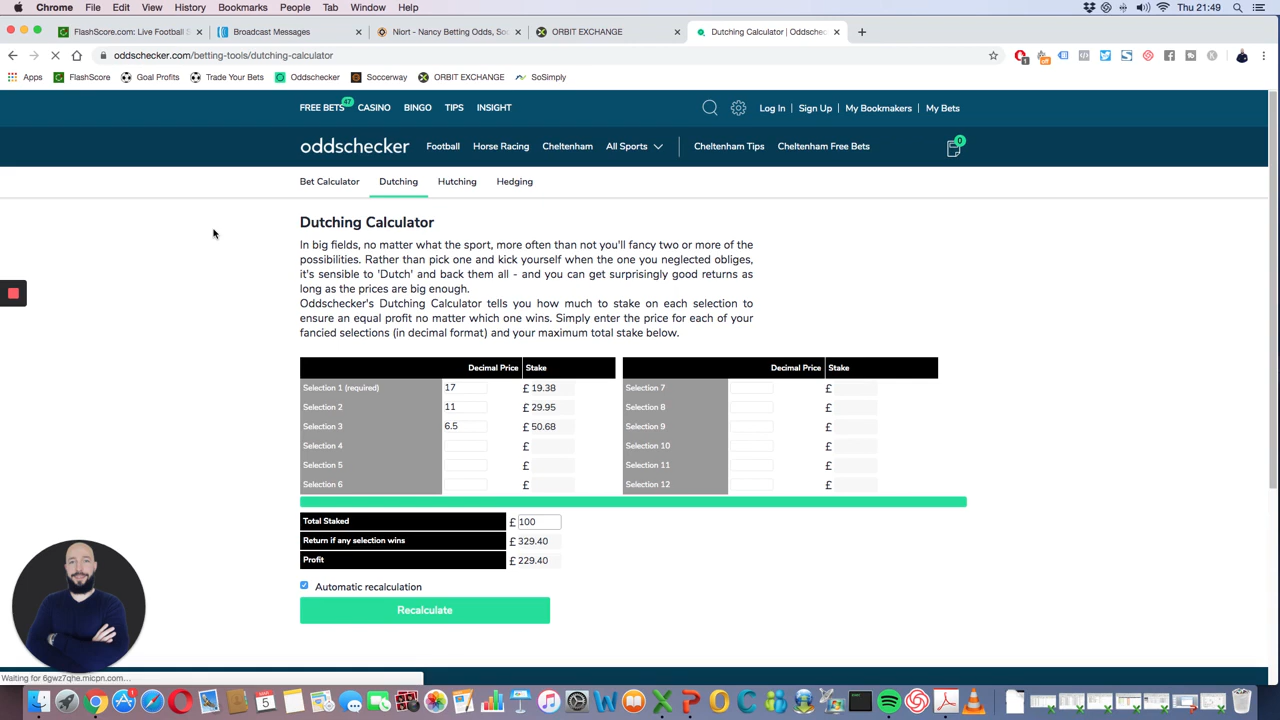 Chrome File Edit View History Bookmarks People Tab Window Help Thu 21:49
FlashScore.com: Live Football S Broadcast Messages Niort - Nancy Betting Odds, Soc ORBIT EXCHANGE Dutching Calculator | Oddschec
oddschecker.com/betting-tools/dutching-calculator
Apps FlashScore Goal Profits Trade Your Bets Oddschecker Soccerway ORBIT EXCHANGE SoSimply
FREE BETS 47 CASINO BINGO TIPS INSIGHT Log In Sign Up My Bookmakers My Bets
oddschecker Football Horse Racing Cheltenham All Sports Cheltenham Tips Cheltenham Free Bets 0
Bet Calculator Dutching Hutching Hedging
Dutching Calculator
In big fields, no matter what the sport, more often than not you'll fancy two or more of the
possibilities. Rather than pick one and kick yourself when the one you neglected obliges,
it's sensible to 'Dutch' and back them all - and you can get surprisingly good returns as
long as the prices are big enough.
Oddschecker's Dutching Calculator tells you how much to stake on each selection to
ensure an equal profit no matter which one wins. Simply enter the price for each of your
fancied selections (in decimal format) and your maximum total stake below.
Decimal Price Stake Decimal Price Stake
Selection 1 (required) 17 £ 19.38 Selection 7 £
Selection 2 11 £ 29.95 Selection 8 £
Selection 3 6.5 £ 50.68 Selection 9 £
Selection 4 £ Selection 10 £
Selection 5 £ Selection 11 £
Selection 6 £ Selection 12 £
Total Staked £ 100
Return if any selection wins £ 329.40
Profit £ 229.40
Automatic recalculation
Recalculate
Waiting for 6gwz7qhe.micpn.com...